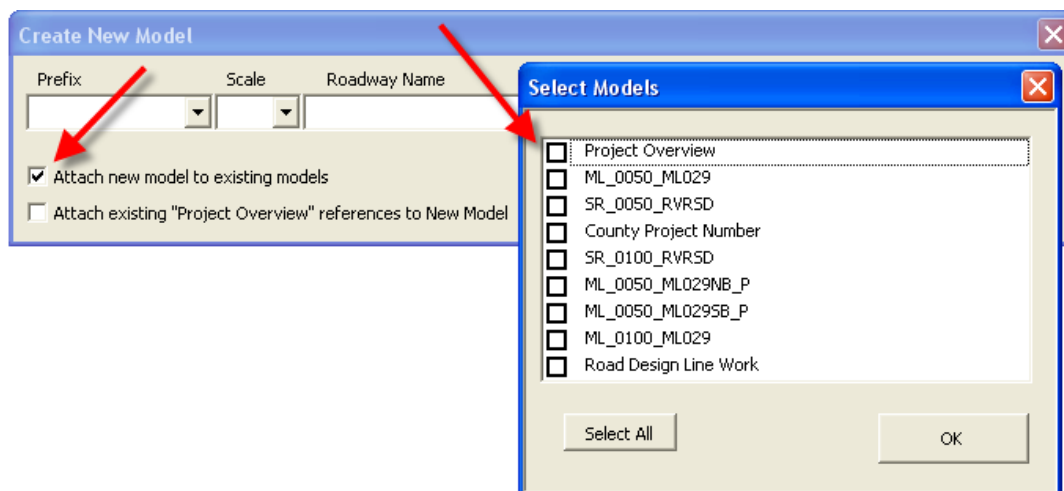 Create New Model
Prefix Scale Roadway Name
Attach new model to existing models
Attach existing "Project Overview" references to New Model
Select Models
Project Overview
ML_0050_ML029
SR_0050_RVRSD
County Project Number
SR_0100_RVRSD
ML_0050_ML029NB_P
ML_0050_ML029SB_P
ML_0100_ML029
Road Design Line Work
Select All OK